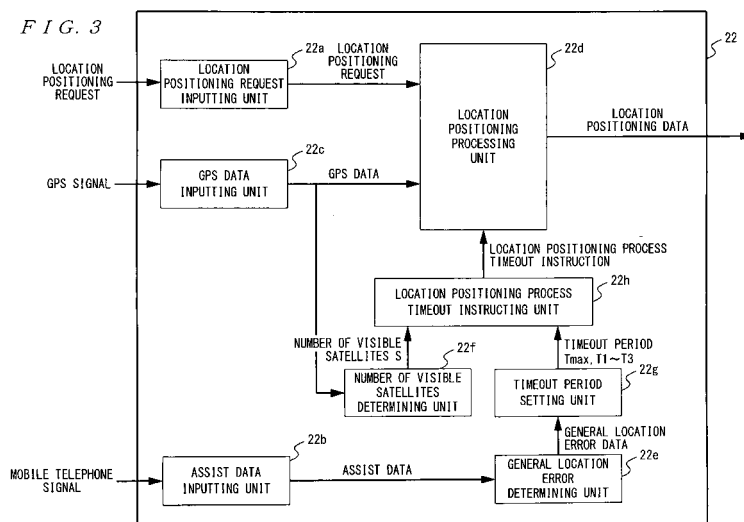 FIG. 3
22
22a
LOCATION
POSITIONING
REQUEST
22d
LOCATION
POSITIONING
REQUEST
LOCATION
POSITIONING REQUEST
INPUTTING UNIT
LOCATION
POSITIONING
PROCESSING
UNIT
LOCATION
POSITIONING DATA
22c
GPS SIGNAL
GPS DATA
INPUTTING UNIT
GPS DATA
LOCATION POSITIONING PROCESS
TIMEOUT INSTRUCTION
22h
LOCATION POSITIONING PROCESS
TIMEOUT INSTRUCTING UNIT
NUMBER OF VISIBLE
SATELLITES S
22f
TIMEOUT PERIOD
Tmax, T1~T3
22g
NUMBER OF VISIBLE
SATELLITES
DETERMINING UNIT
TIMEOUT PERIOD
SETTING UNIT
GENERAL LOCATION
ERROR DATA
22b
22e
MOBILE TELEPHONE
SIGNAL
ASSIST DATA
INPUTTING UNIT
ASSIST DATA
GENERAL LOCATION
ERROR
DETERMINING UNIT